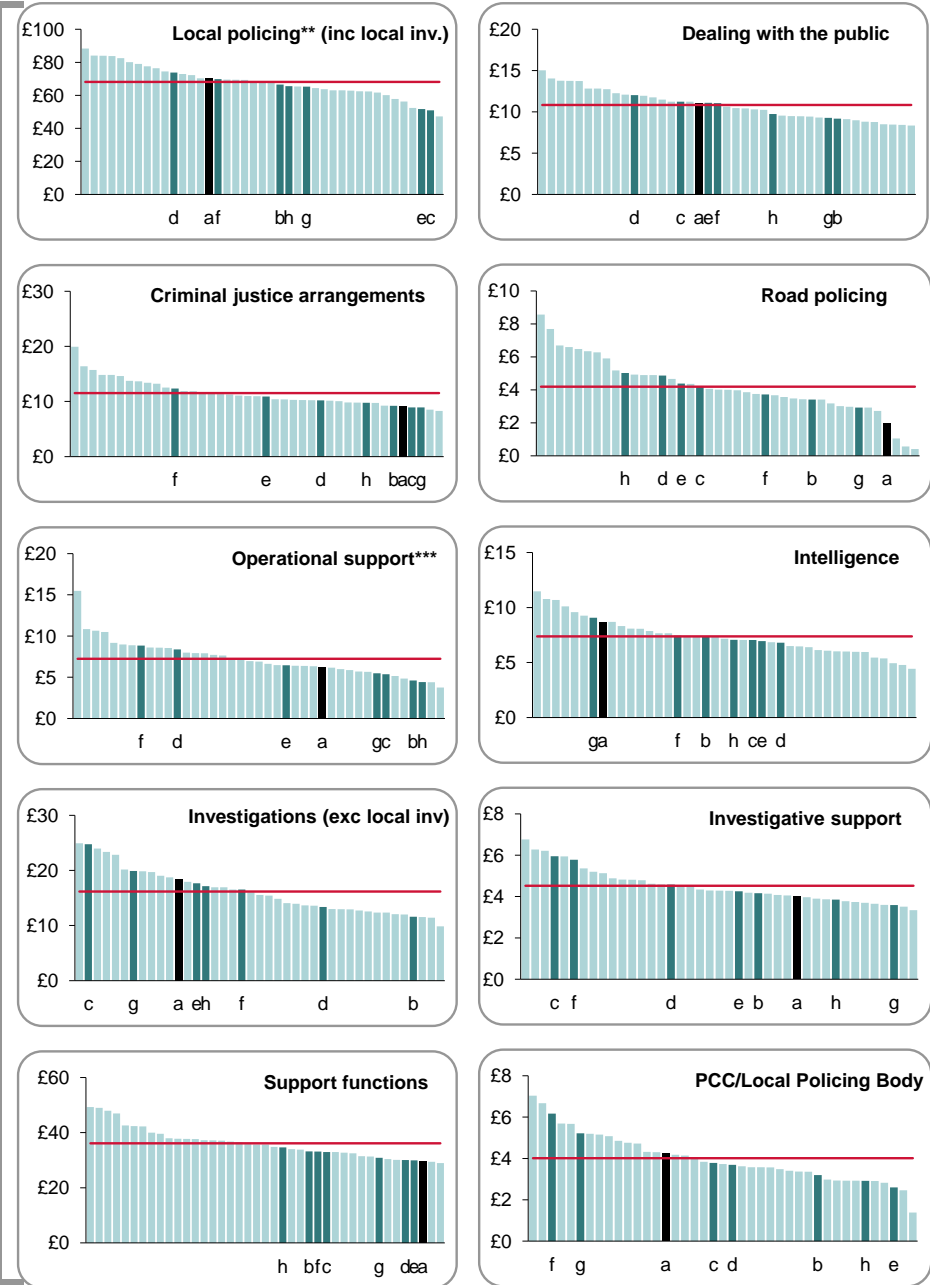 Local policing** (inc local inv.)
£100
£80
£60
£40
£20
£0
d af bh g ec
Dealing with the public
£20
£15
£10
£5
£0
d c aef h gb
Criminal justice arrangements
£30
£20
£10
£0
f e d h bacg
Road policing
£10
£8
£6
£4
£2
£0
h d e c f b g a
Operational support***
£20
£15
£10
£5
£0
f d e a gc bh
Intelligence
£15
£10
£5
£0
ga f b h ce d
Investigations (exc local inv)
£30
£20
£10
£0
c g a eh f d b
Investigative support
£8
£6
£4
£2
£0
c f d e b a h g
Support functions
£60
£40
£20
£0
h bfc g dea
PCC/Local Policing Body
£8
£6
£4
£2
£0
f g a c d b h e